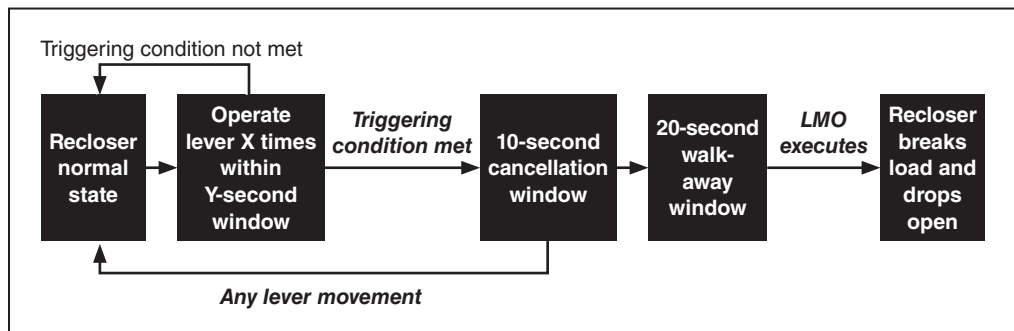 Triggering condition not met
Recloser
normal
state
Operate
lever X times
within
Y-second
window
Triggering
condition met
10-second
cancellation
window
20-second
walk-
away
window
LMO
executes
Recloser
breaks
load and
drops
open
Any lever movement